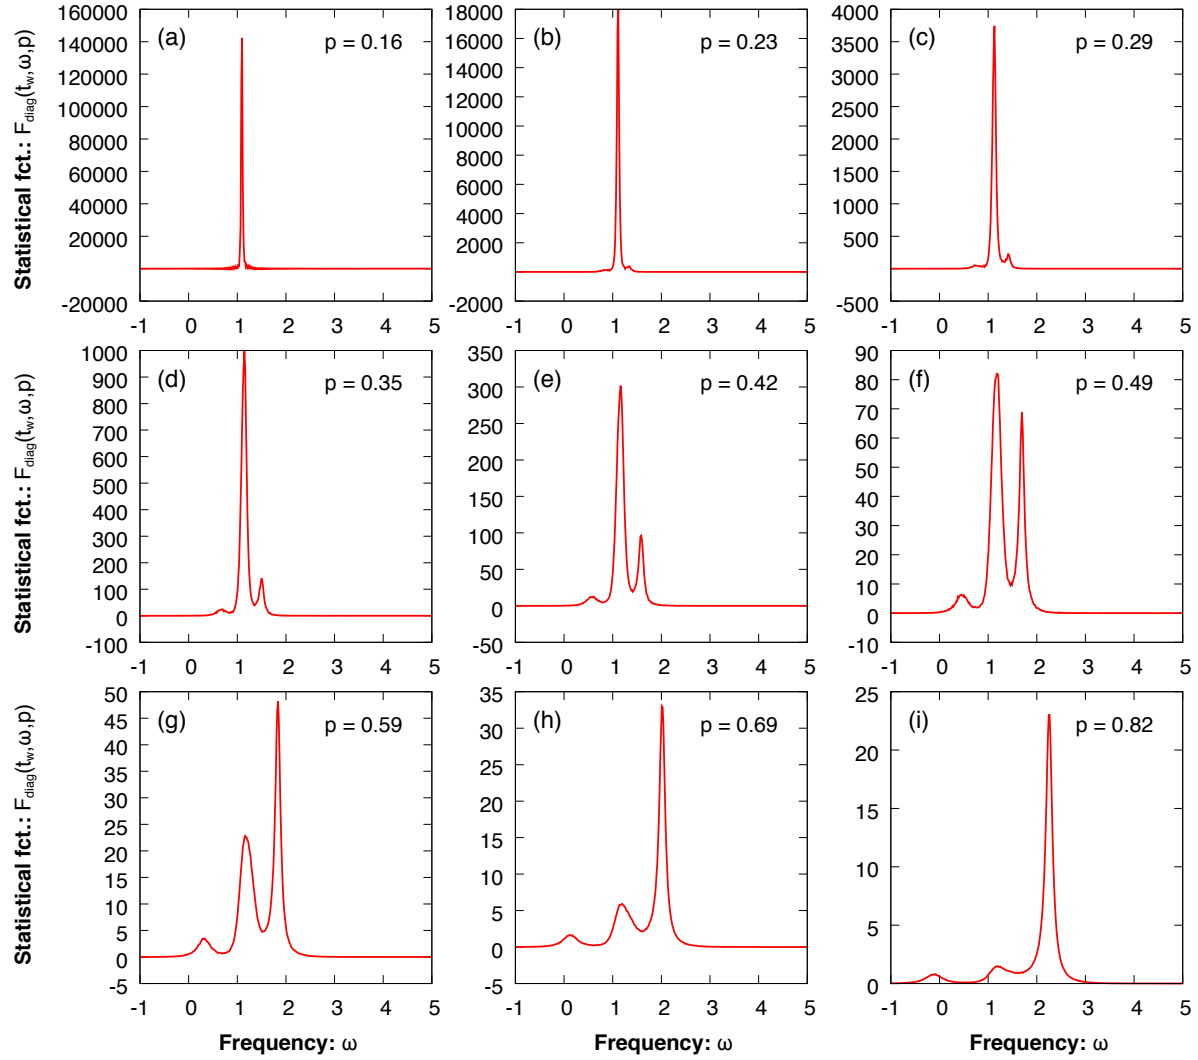 Statistical fct.: F_diag(t_w,ω,p)
160000
140000
120000
100000
80000
60000
40000
20000
0
-20000
(a)
p = 0.16
-1 0 1 2 3 4 5
18000
16000
14000
12000
10000
8000
6000
4000
2000
0
-2000
(b)
p = 0.23
-1 0 1 2 3 4 5
4000
3500
3000
2500
2000
1500
1000
500
0
-500
(c)
p = 0.29
-1 0 1 2 3 4 5
Statistical fct.: F_diag(t_w,ω,p)
1000
900
800
700
600
500
400
300
200
100
0
-100
(d)
p = 0.35
-1 0 1 2 3 4 5
350
300
250
200
150
100
50
0
-50
(e)
p = 0.42
-1 0 1 2 3 4 5
90
80
70
60
50
40
30
20
10
0
-10
(f)
p = 0.49
-1 0 1 2 3 4 5
Statistical fct.: F_diag(t_w,ω,p)
50
45
40
35
30
25
20
15
10
5
0
-5
(g)
p = 0.59
-1 0 1 2 3 4 5
Frequency: ω
35
30
25
20
15
10
5
0
-5
(h)
p = 0.69
-1 0 1 2 3 4 5
Frequency: ω
25
20
15
10
5
0
(i)
p = 0.82
-1 0 1 2 3 4 5
Frequency: ω